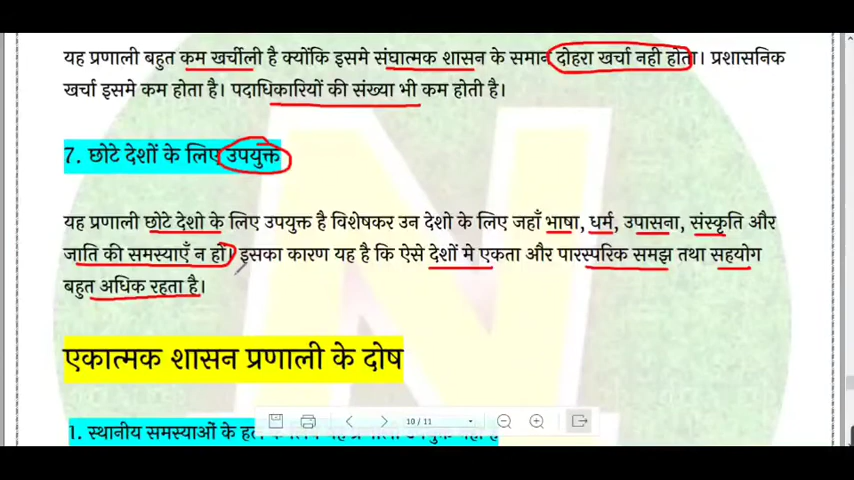 यह प्रणाली बहुत कम खर्चीली है क्योंकि इसमे संघात्मक शासन के समान दोहरा खर्चा नही होता। प्रशासनिक
खर्चा इसमे कम होता है। पदाधिकारियों की संख्या भी कम होती है।
7. छोटे देशों के लिए उपयुक्त
यह प्रणाली छोटे देशो के लिए उपयुक्त है विशेषकर उन देशो के लिए जहाँ भाषा, धर्म, उपासना, संस्कृति और
जाति की समस्याएँ न हों। इसका कारण यह है कि ऐसे देशों मे एकता और पारस्परिक समझ तथा सहयोग
बहुत अधिक रहता है।
एकात्मक शासन प्रणाली के दोष
1. स्थानीय समस्याओं के हल
10 / 11